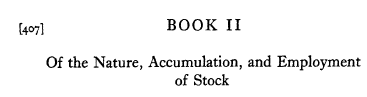 [407] BOOK II
Of the Nature, Accumulation, and Employment
of Stock